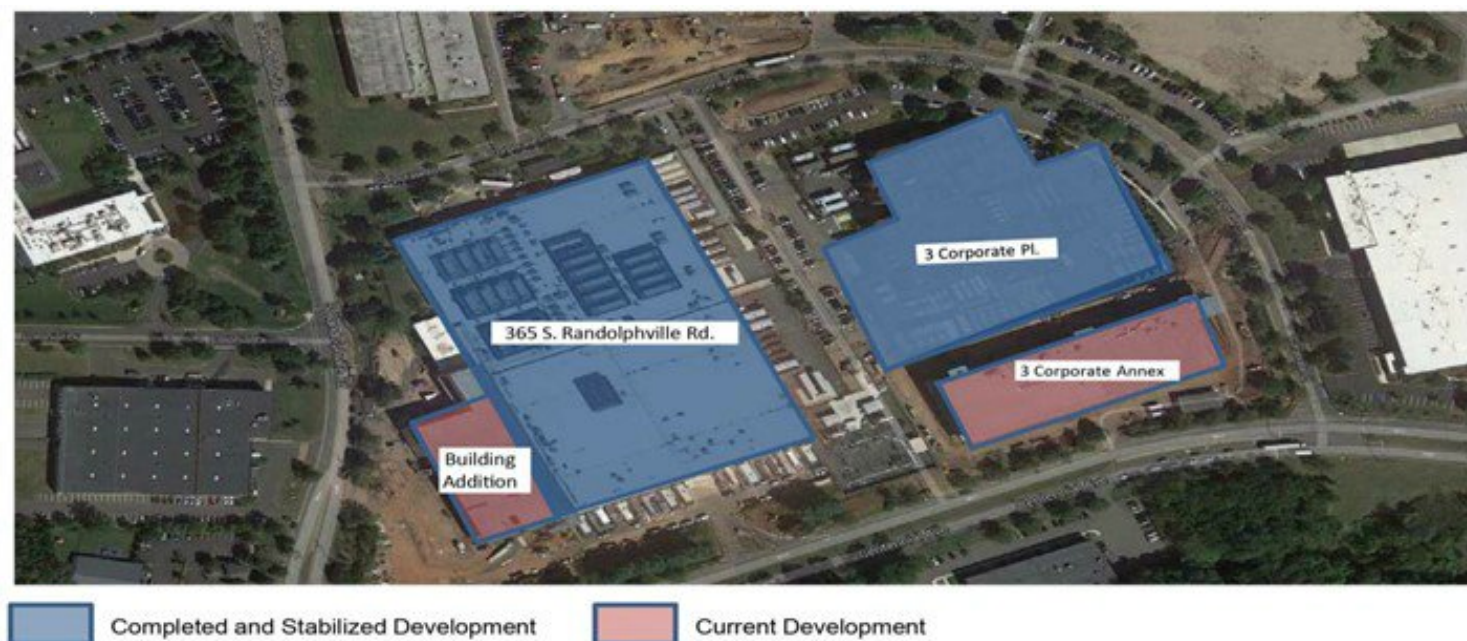 3 Corporate Pl.
365 S. Randolphville Rd.
3 Corporate Annex
Building
Addition
Completed and Stabilized Development
Current Development